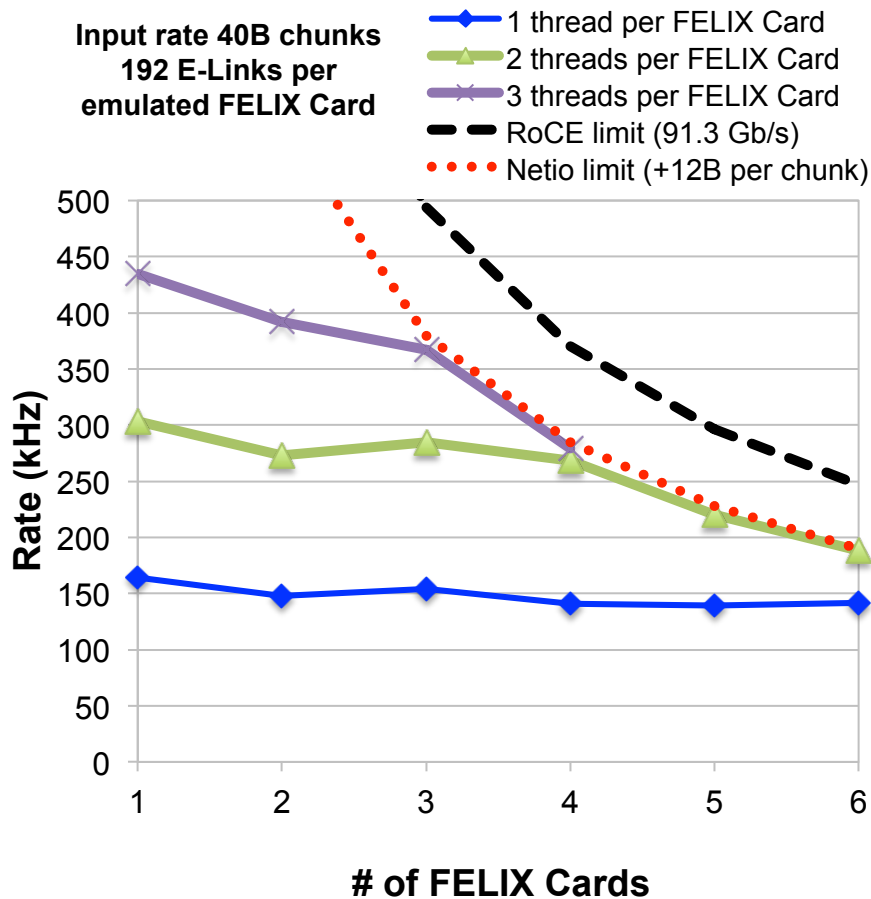 Input rate 40B chunks
192 E-Links per
emulated FELIX Card
1 thread per FELIX Card
2 threads per FELIX Card
3 threads per FELIX Card
RoCE limit (91.3 Gb/s)
Netio limit (+12B per chunk)
Rate (kHz)
500
450
400
350
300
250
200
150
100
50
0
1 2 3 4 5 6
# of FELIX Cards